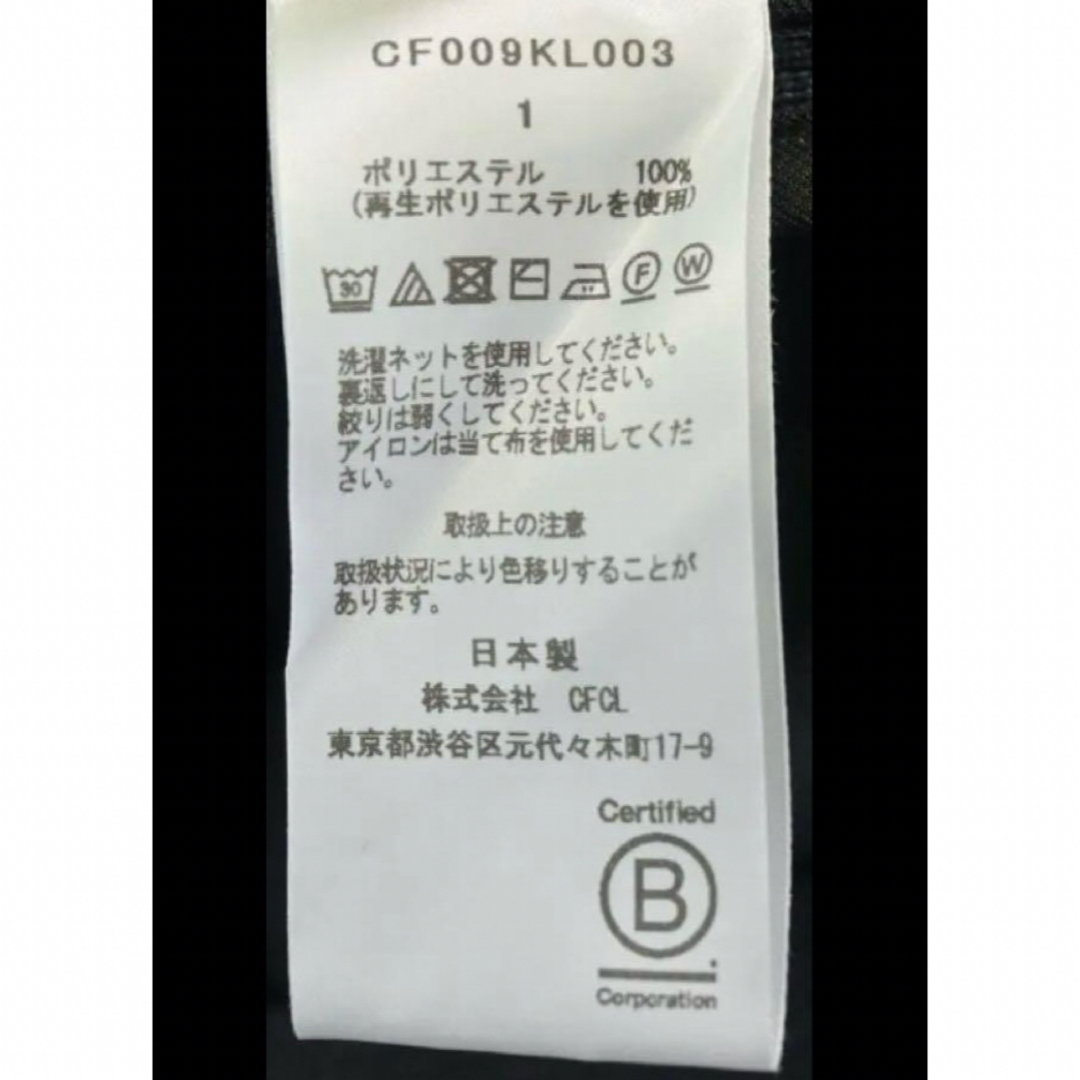 CF009KL003
1
ポリエステル 100%
(再生ポリエステルを使用)
30 F W
洗濯ネットを使用してください。
裏返しにして洗ってください。
絞りは弱くしてください。
アイロンは当て布を使用してくだ
さい。
取扱上の注意
取扱状況により色移りすることが
あります。
日本製
株式会社 CFCL
東京都渋谷区元代々木町17-9
Certified
B
Corporation